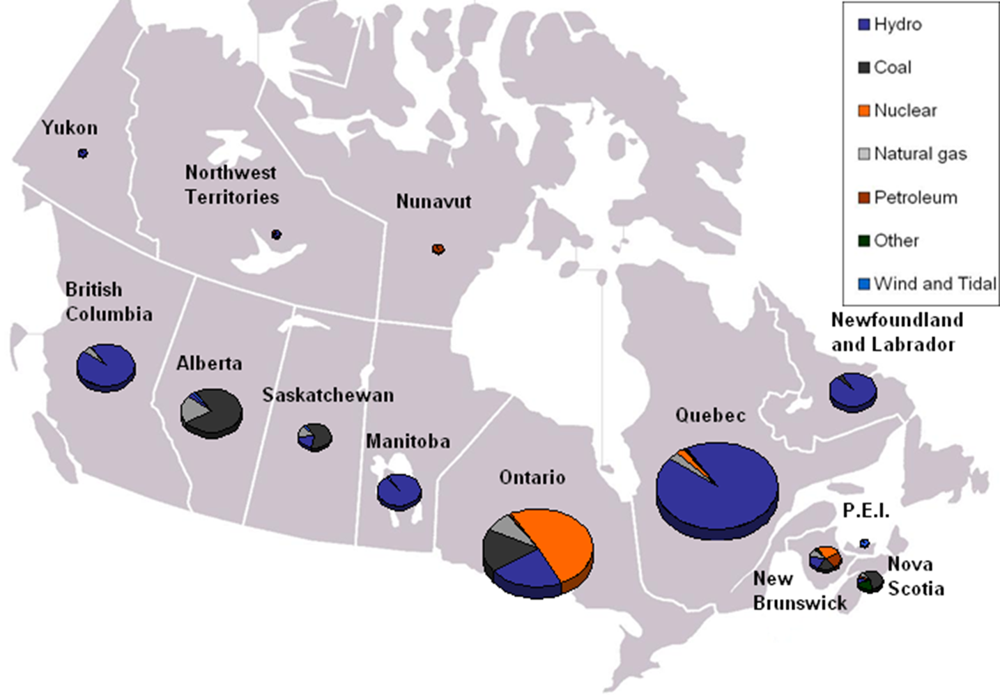 Hydro
Coal
Nuclear
Natural gas
Petroleum
Other
Wind and Tidal
Yukon
Northwest
Territories
Nunavut
British
Columbia
Alberta
Saskatchewan
Manitoba
Ontario
Quebec
Newfoundland
and Labrador
P.E.I.
New
Brunswick
Nova
Scotia